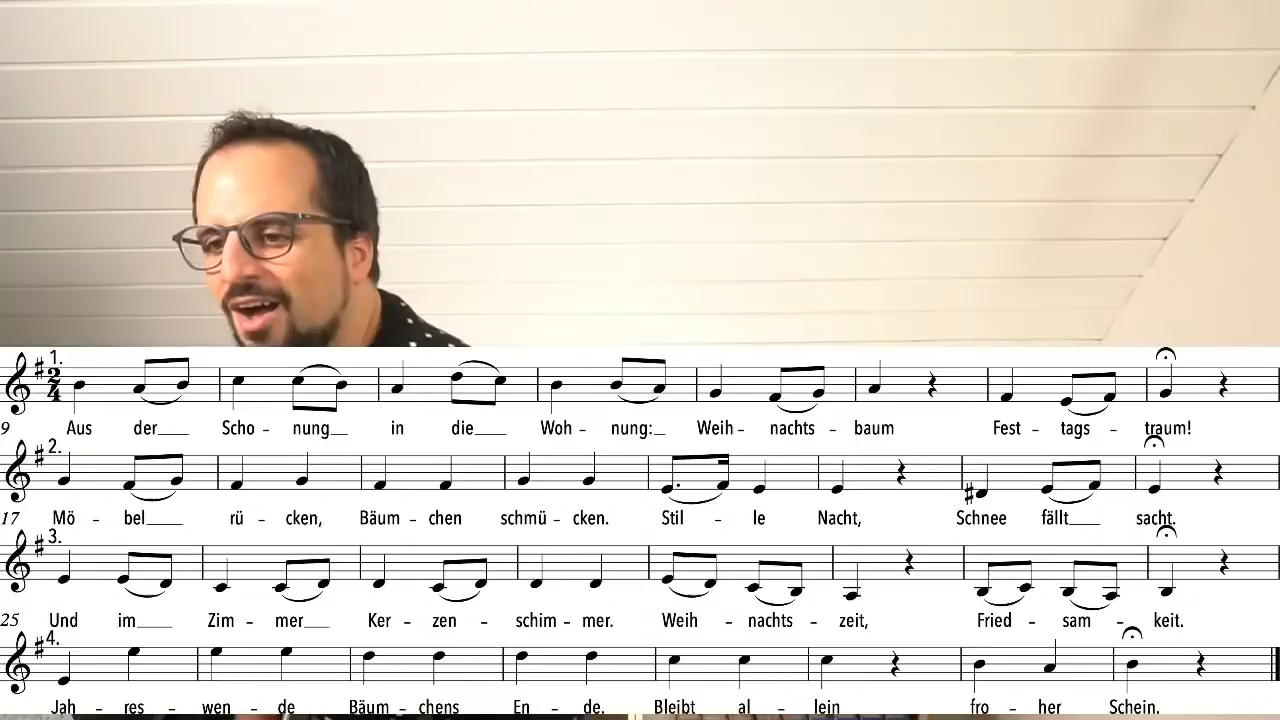 1.
2
4
Aus der Scho - nung in die Woh - nung: Weih - nachts - baum Fest - tags - traum!
9
2.
Mö - bel rü - cken, Bäum - chen schmü - cken. Stil - le Nacht, Schnee fällt sacht.
17
3.
Und im Zim - mer Ker - zen - schim - mer. Weih - nachts - zeit, Fried - sam - keit.
25
4.
Jah - res - wen - de Bäum - chens En - de. Bleibt al - lein fro - her Schein.